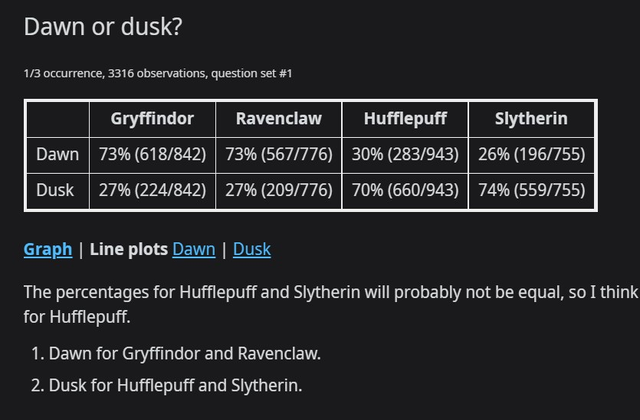 Dawn or dusk?
1/3 occurrence, 3316 observations, question set #1
Gryffindor Ravenclaw Hufflepuff Slytherin
Dawn 73% (618/842) 73% (567/776) 30% (283/943) 26% (196/755)
Dusk 27% (224/842) 27% (209/776) 70% (660/943) 74% (559/755)
Graph | Line plots Dawn | Dusk
The percentages for Hufflepuff and Slytherin will probably not be equal, so I think
for Hufflepuff.
1. Dawn for Gryffindor and Ravenclaw.
2. Dusk for Hufflepuff and Slytherin.